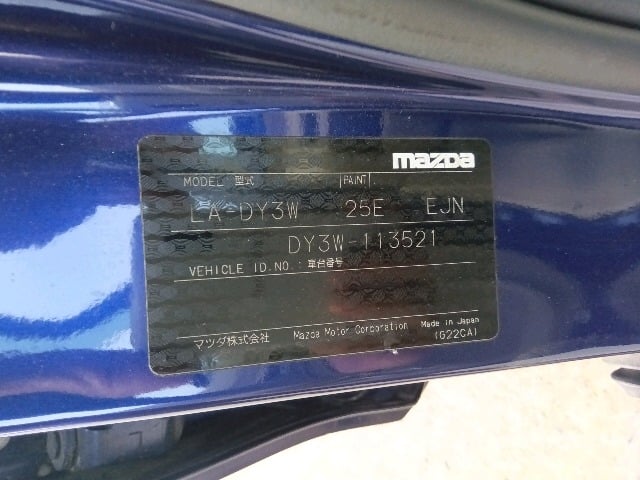 mazda
MODEL 型式 PAINT
LA-DY3W 25E EJN
DY3W-113521
VEHICLE ID.NO.:車台番号
マツダ株式会社 Mazda Motor Corporation Made in Japan
(G22CA)